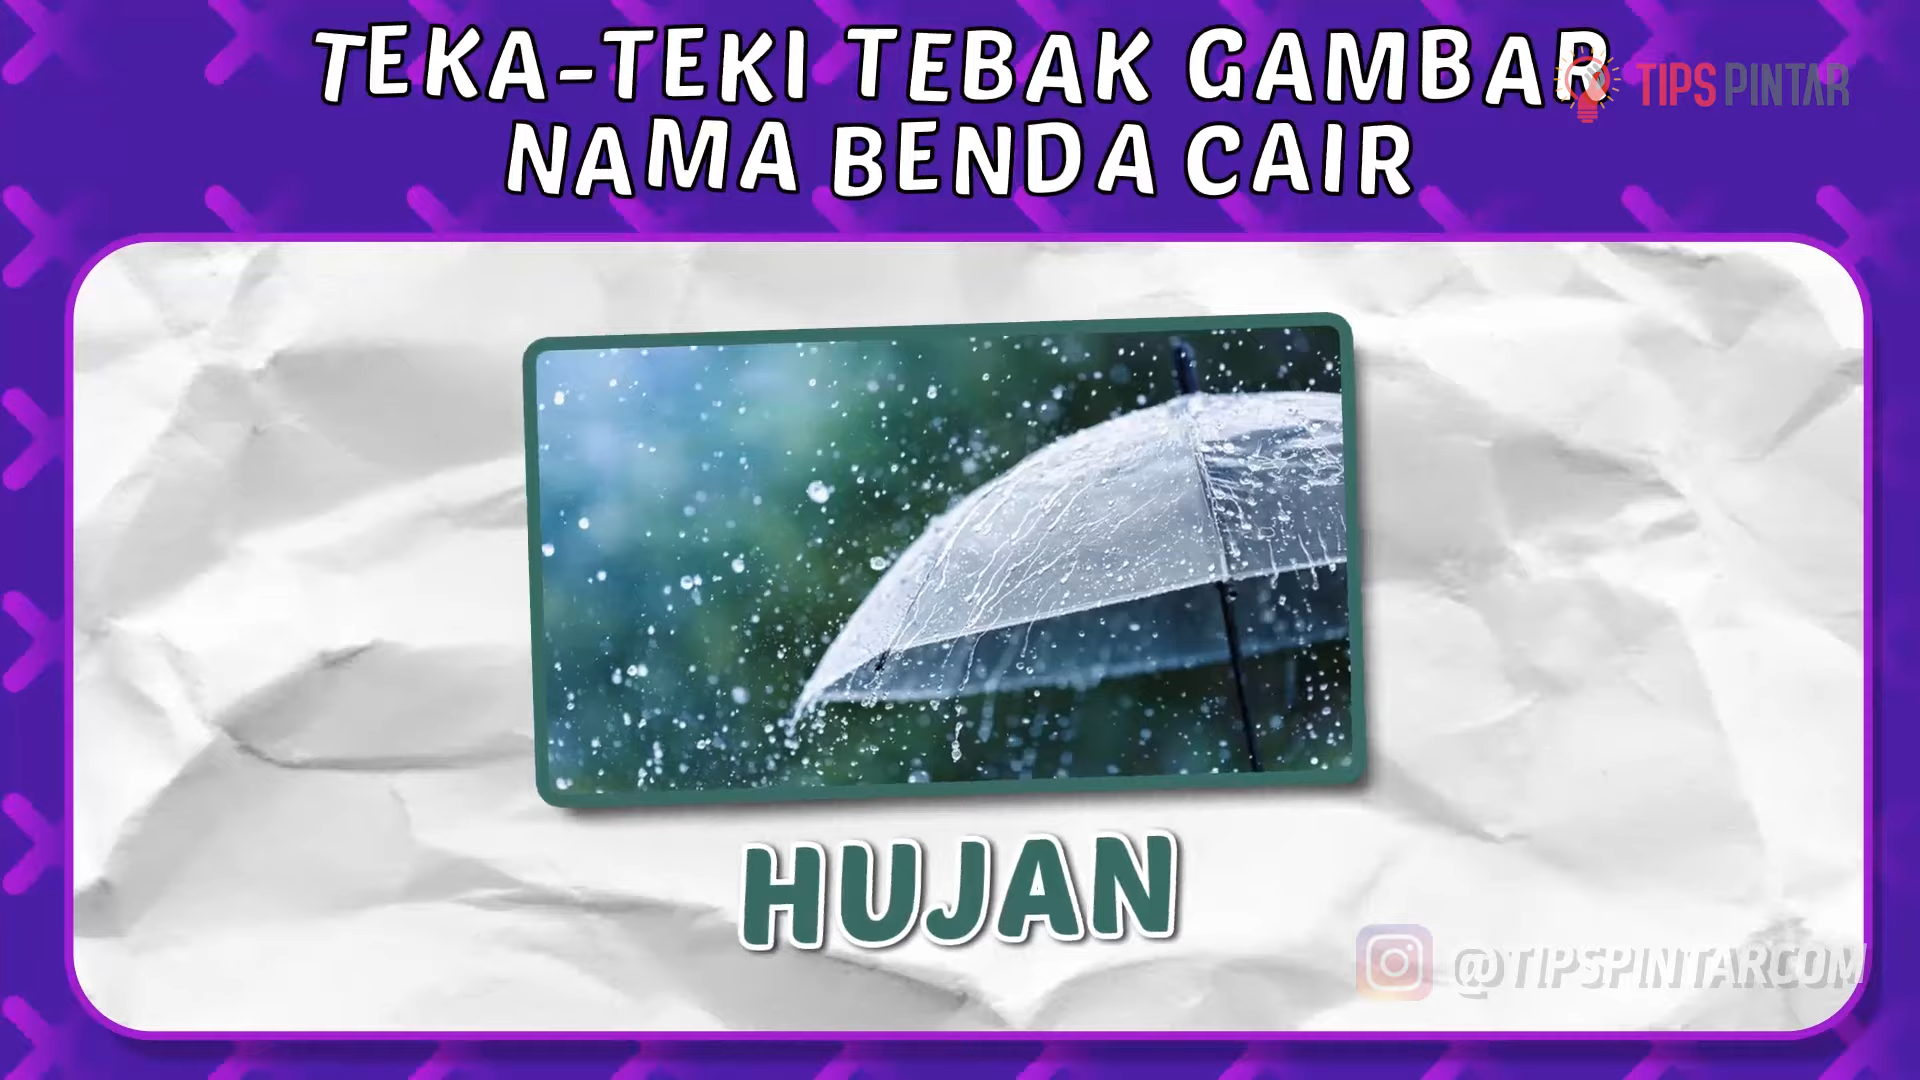 TEKA-TEKI TEBAK GAMBAR
TIPS PINTAR
NAMA BENDA CAIR
HUJAN
@TIPSPINTARCOM